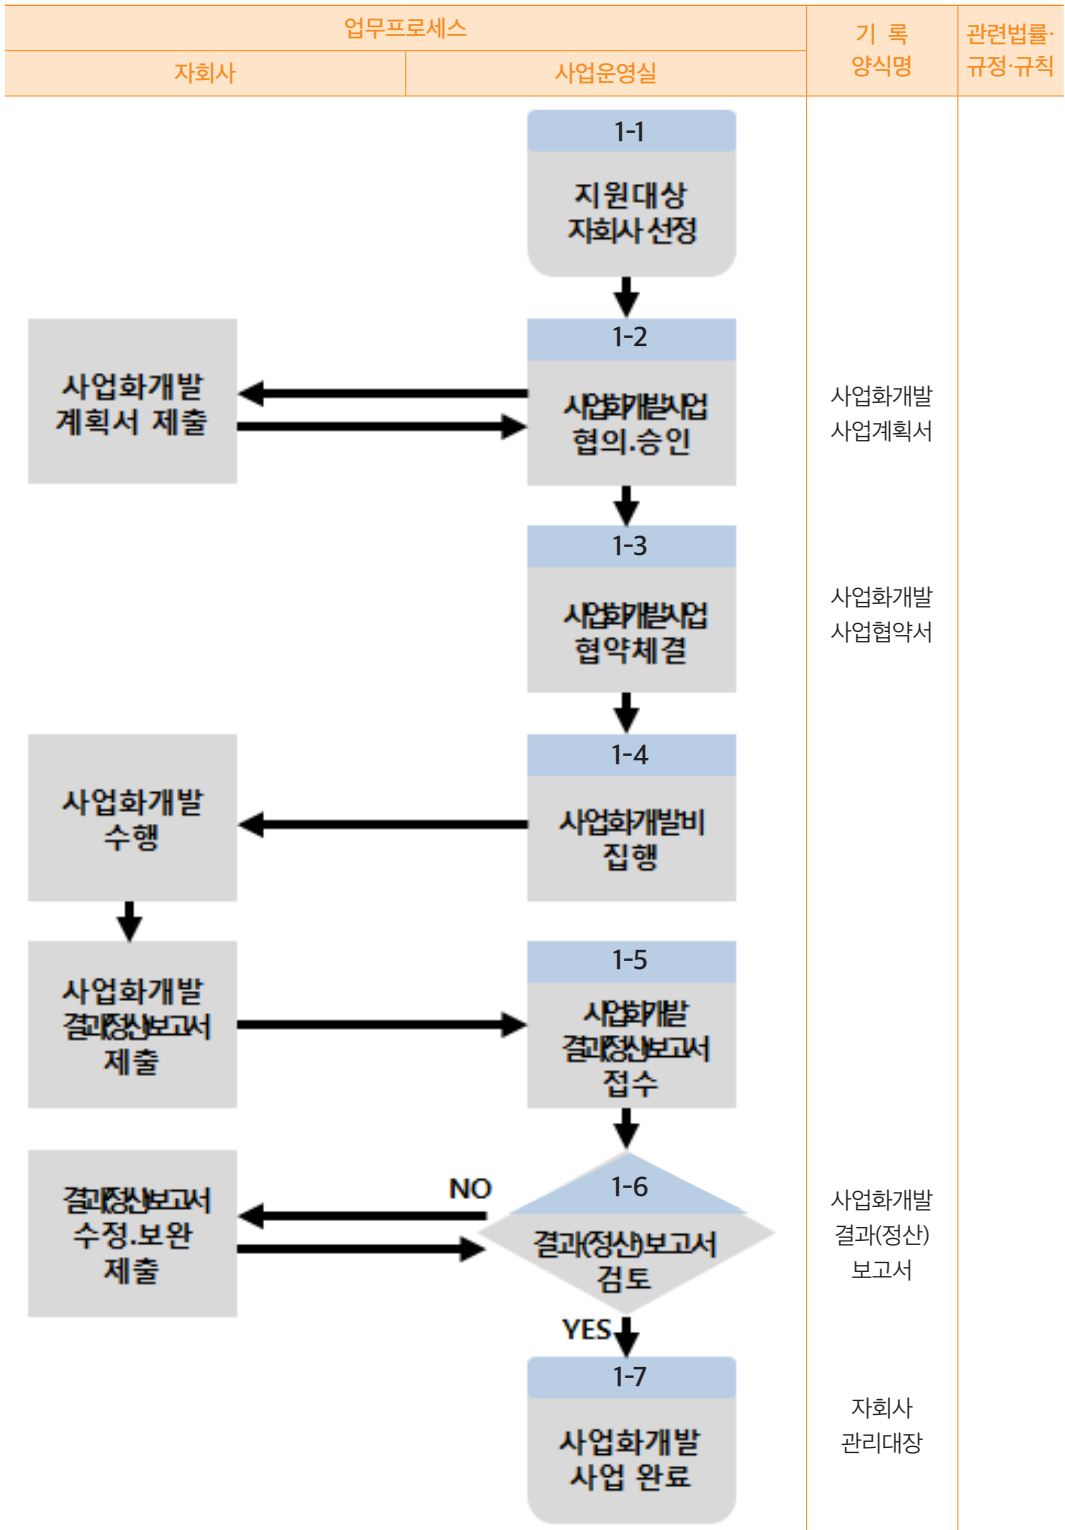 업무프로세스
기 록
양식명
관련법률·
규정·규칙
자회사
사업운영실
1-1
지원대상
자회사 선정
1-2
사업화개발
계획서 제출
사업화개발사업
협의.승인
사업화개발
사업계획서
1-3
사업화개발사업
협약체결
사업화개발
사업협약서
1-4
사업화개발
수행
사업화개발비
집행
1-5
사업화개발
결과(정산)보고서
제출
사업화개발
결과(정산)보고서
접수
1-6
NO
결과(정산)보고서
수정.보완
제출
결과(정산)보고서
검토
사업화개발
결과(정산)
보고서
YES
1-7
사업화개발
사업 완료
자회사
관리대장